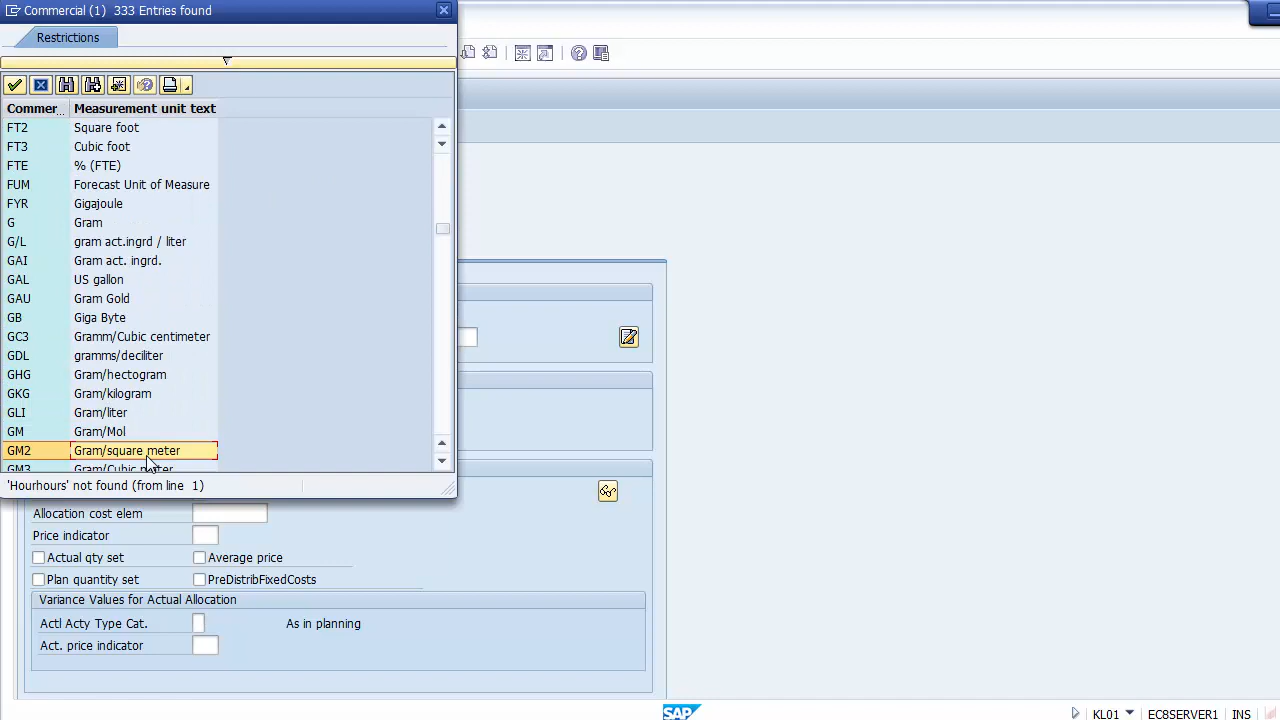 Commercial (1)  333 Entries found
Restrictions
Commer... Measurement unit text
FT2 Square foot
FT3 Cubic foot
FTE % (FTE)
FUM Forecast Unit of Measure
FYR Gigajoule
G Gram
G/L gram act.ingrd / liter
GAI Gram act. ingrd.
GAL US gallon
GAU Gram Gold
GB Giga Byte
GC3 Gramm/Cubic centimeter
GDL gramms/deciliter
GHG Gram/hectogram
GKG Gram/kilogram
GLI Gram/liter
GM Gram/Mol
GM2 Gram/square meter
GM3 Gram/Cubic meter
'Hourhours' not found (from line  1)
Allocation cost elem
Price indicator
Actual qty set Average price
Plan quantity set PreDistribFixedCosts
Variance Values for Actual Allocation
Actl Acty Type Cat. As in planning
Act. price indicator
SAP KL01 EC8SERVER1 INS